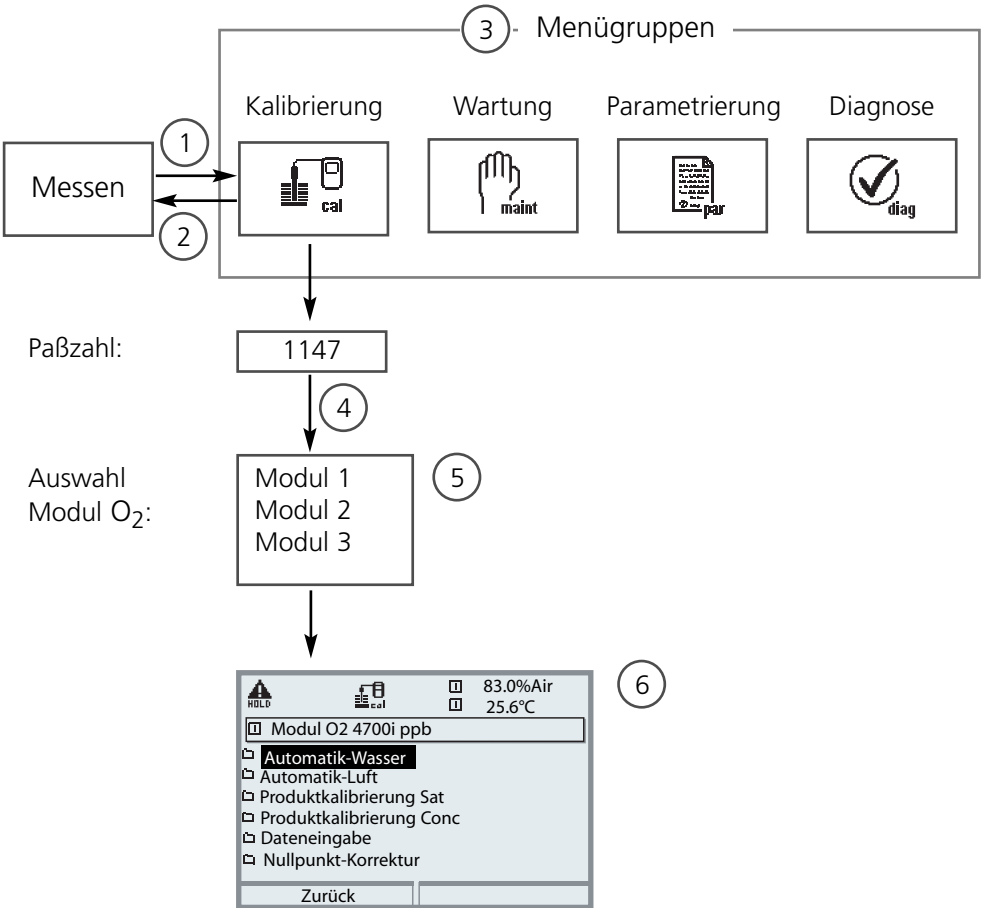 3 Menügruppen
Kalibrierung Wartung Parametrierung Diagnose
1
Messen
cal maint par diag
2
Paßzahl: 1147
4
Auswahl
Modul O2:
Modul 1
Modul 2
Modul 3
5
6
HOLD cal I 83.0%Air
I 25.6°C
I Modul O2 4700i ppb
Automatik-Wasser
Automatik-Luft
Produktkalibrierung Sat
Produktkalibrierung Conc
Dateneingabe
Nullpunkt-Korrektur
Zurück